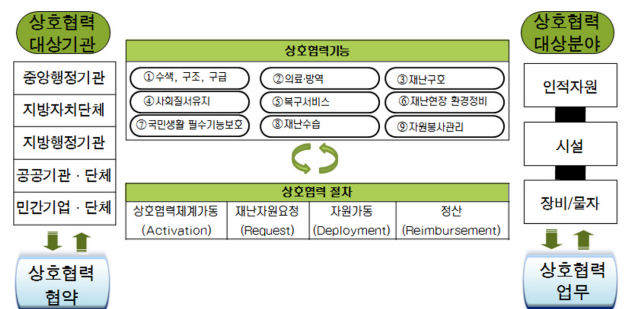 상호협력
대상기관
중앙행정기관
지방자치단체
지방행정기관
공공기관 · 단체
민간기업 · 단체
상호협력
협약
상호협력기능
①수색, 구조, 구급
②의료·방역
③재난구호
④사회질서유지
⑤복구서비스
⑥재난현장 환경정비
⑦국민생활 필수기능보호
⑧재난수습
⑨자원봉사관리
상호협력 절차
상호협력체계가동
(Activation)
재난자원요청
(Request)
자원가동
(Deployment)
정산
(Reimbursement)
상호협력
대상분야
인적자원
시설
장비/물자
상호협력
업무